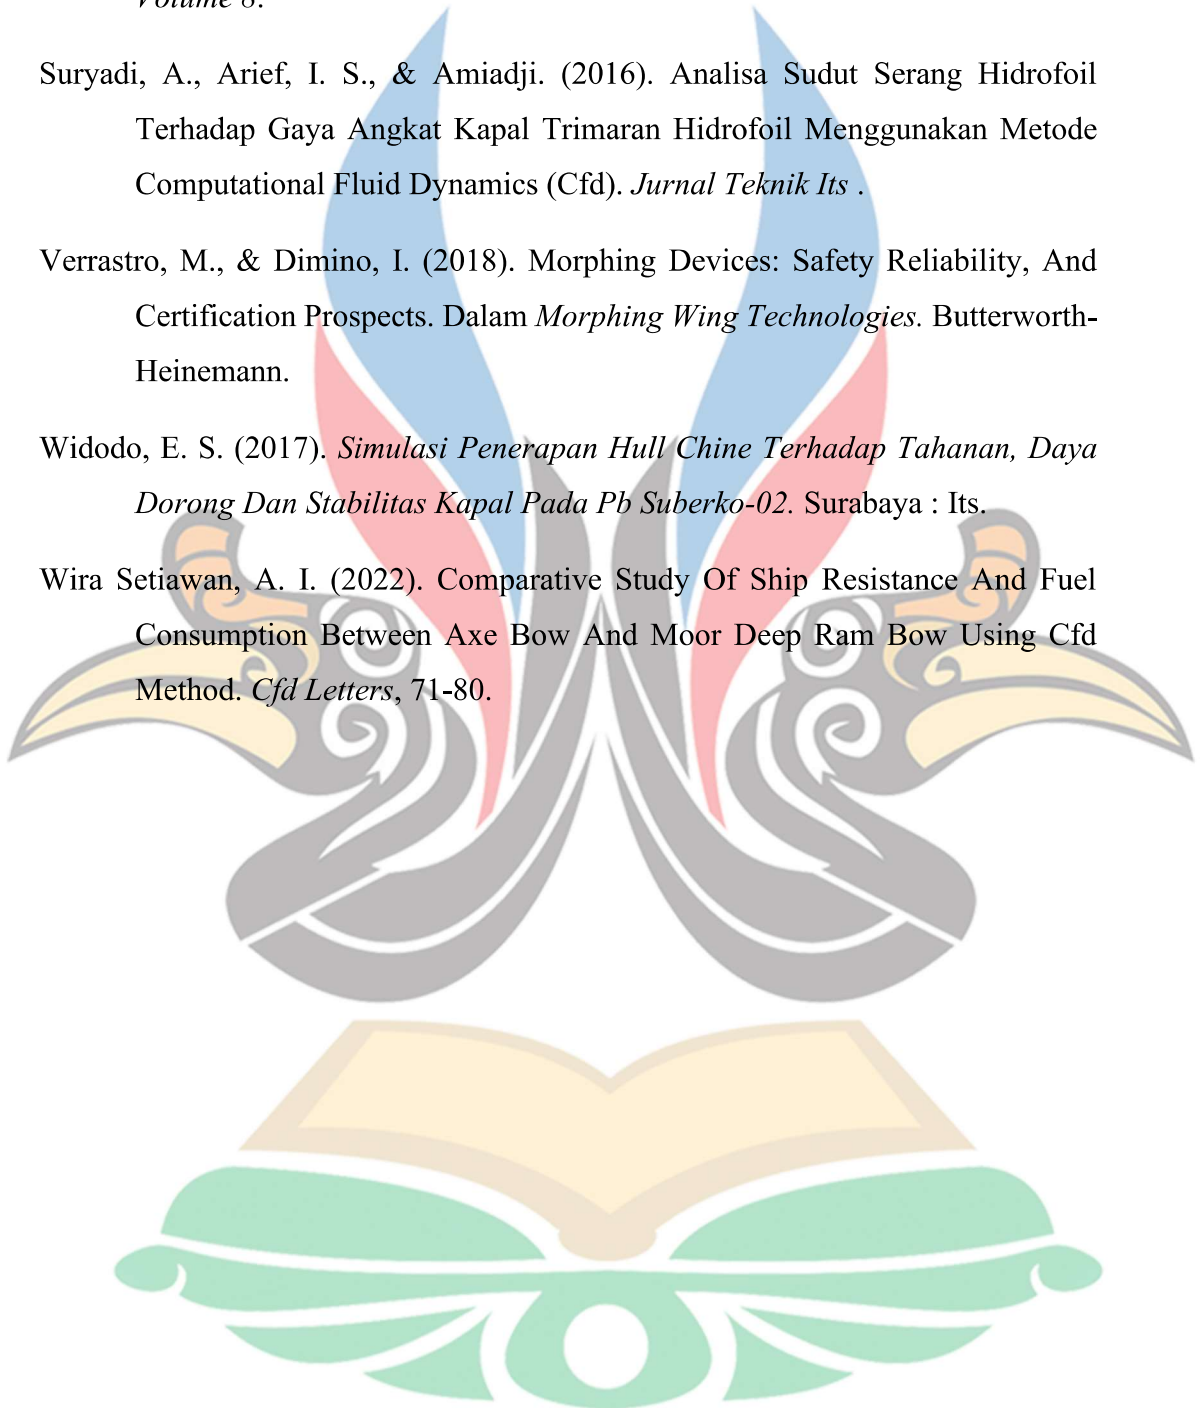 Volume 8.
Suryadi, A., Arief, I. S., & Amiadji. (2016). Analisa Sudut Serang Hidrofoil
Terhadap Gaya Angkat Kapal Trimaran Hidrofoil Menggunakan Metode
Computational Fluid Dynamics (Cfd). Jurnal Teknik Its .
Verrastro, M., & Dimino, I. (2018). Morphing Devices: Safety Reliability, And
Certification Prospects. Dalam Morphing Wing Technologies. Butterworth-
Heinemann.
Widodo, E. S. (2017). Simulasi Penerapan Hull Chine Terhadap Tahanan, Daya
Dorong Dan Stabilitas Kapal Pada Pb Suberko-02. Surabaya : Its.
Wira Setiawan, A. I. (2022). Comparative Study Of Ship Resistance And Fuel
Consumption Between Axe Bow And Moor Deep Ram Bow Using Cfd
Method. Cfd Letters, 71-80.